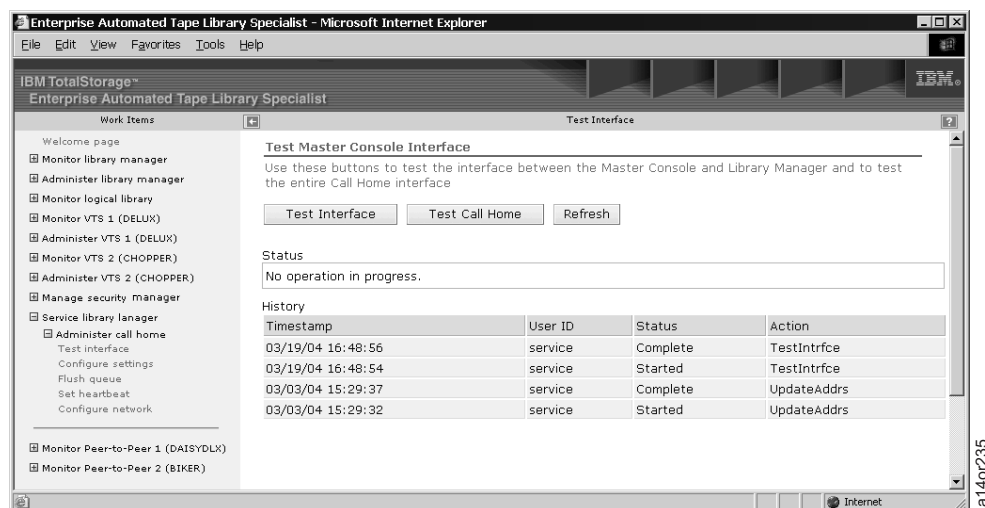 Enterprise Automated Tape Library Specialist - Microsoft Internet Explorer
File Edit View Favorites Tools Help
IBM TotalStorage™
Enterprise Automated Tape Library Specialist
IBM®
Work Items
Test Interface
?
Welcome page
Monitor library manager
Administer library manager
Monitor logical library
Monitor VTS 1 (DELUX)
Administer VTS 1 (DELUX)
Monitor VTS 2 (CHOPPER)
Administer VTS 2 (CHOPPER)
Manage security manager
Service library lanager
Administer call home
Test interface
Configure settings
Flush queue
Set heartbeat
Configure network
Monitor Peer-to-Peer 1 (DAISYDLX)
Monitor Peer-to-Peer 2 (BIKER)
Test Master Console Interface
Use these buttons to test the interface between the Master Console and Library Manager and to test
the entire Call Home interface
Test Interface Test Call Home Refresh
Status
No operation in progress.
History
Timestamp User ID Status Action
03/19/04 16:48:56 service Complete TestIntrfce
03/19/04 16:48:54 service Started TestIntrfce
03/03/04 15:29:37 service Complete UpdateAddrs
03/03/04 15:29:32 service Started UpdateAddrs
Internet
a14or235